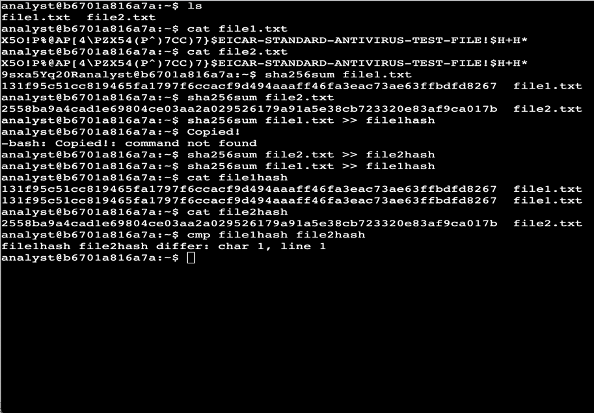 analyst@b6701a816a7a:~$ ls
file1.txt  file2.txt
analyst@b6701a816a7a:~$ cat file1.txt
X5O!P%@AP[4\PZX54(P^)7CC)7}$EICAR-STANDARD-ANTIVIRUS-TEST-FILE!$H+H*
analyst@b6701a816a7a:~$ cat file2.txt
X5O!P%@AP[4\PZX54(P^)7CC)7}$EICAR-STANDARD-ANTIVIRUS-TEST-FILE!$H+H*
9sxa5Yq20Ranalyst@b6701a816a7a:~$ sha256sum file1.txt
131f95c51cc819465fa1797f6ccacf9d494aaaff46fa3eac73ae63ffbdfd8267  file1.txt
analyst@b6701a816a7a:~$ sha256sum file2.txt
2558ba9a4cad1e69804ce03aa2a029526179a91a5e38cb723320e83af9ca017b  file2.txt
analyst@b6701a816a7a:~$ sha256sum file1.txt >> file1hash
analyst@b6701a816a7a:~$ Copied!
-bash: Copied!: command not found
analyst@b6701a816a7a:~$ sha256sum file2.txt >> file2hash
analyst@b6701a816a7a:~$ sha256sum file1.txt >> file1hash
analyst@b6701a816a7a:~$ cat file1hash
131f95c51cc819465fa1797f6ccacf9d494aaaff46fa3eac73ae63ffbdfd8267  file1.txt
131f95c51cc819465fa1797f6ccacf9d494aaaff46fa3eac73ae63ffbdfd8267  file1.txt
analyst@b6701a816a7a:~$ cat file2hash
2558ba9a4cad1e69804ce03aa2a029526179a91a5e38cb723320e83af9ca017b  file2.txt
analyst@b6701a816a7a:~$ cmp file1hash file2hash
file1hash file2hash differ: char 1, line 1
analyst@b6701a816a7a:~$